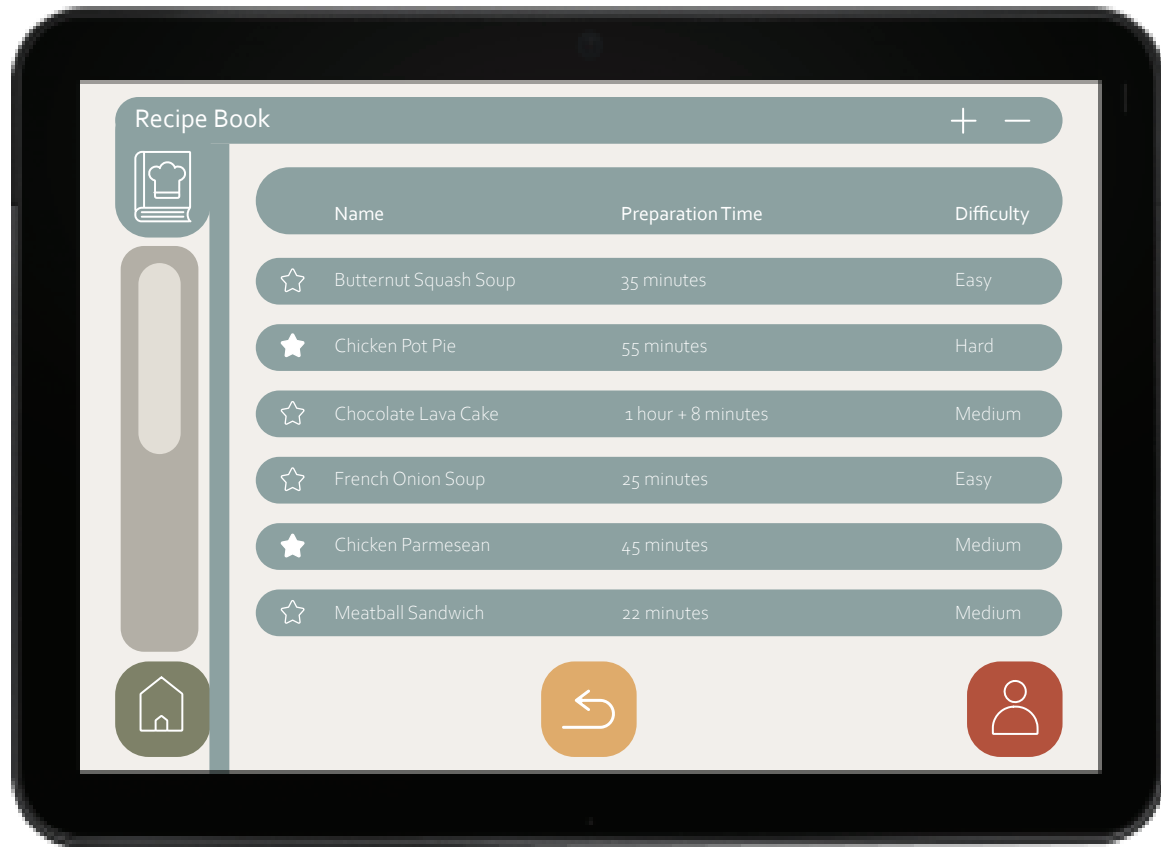 Recipe Book
Name Preparation Time Difficulty
Butternut Squash Soup 35 minutes Easy
Chicken Pot Pie 55 minutes Hard
Chocolate Lava Cake 1 hour + 8 minutes Medium
French Onion Soup 25 minutes Easy
Chicken Parmesean 45 minutes Medium
Meatball Sandwich 22 minutes Medium